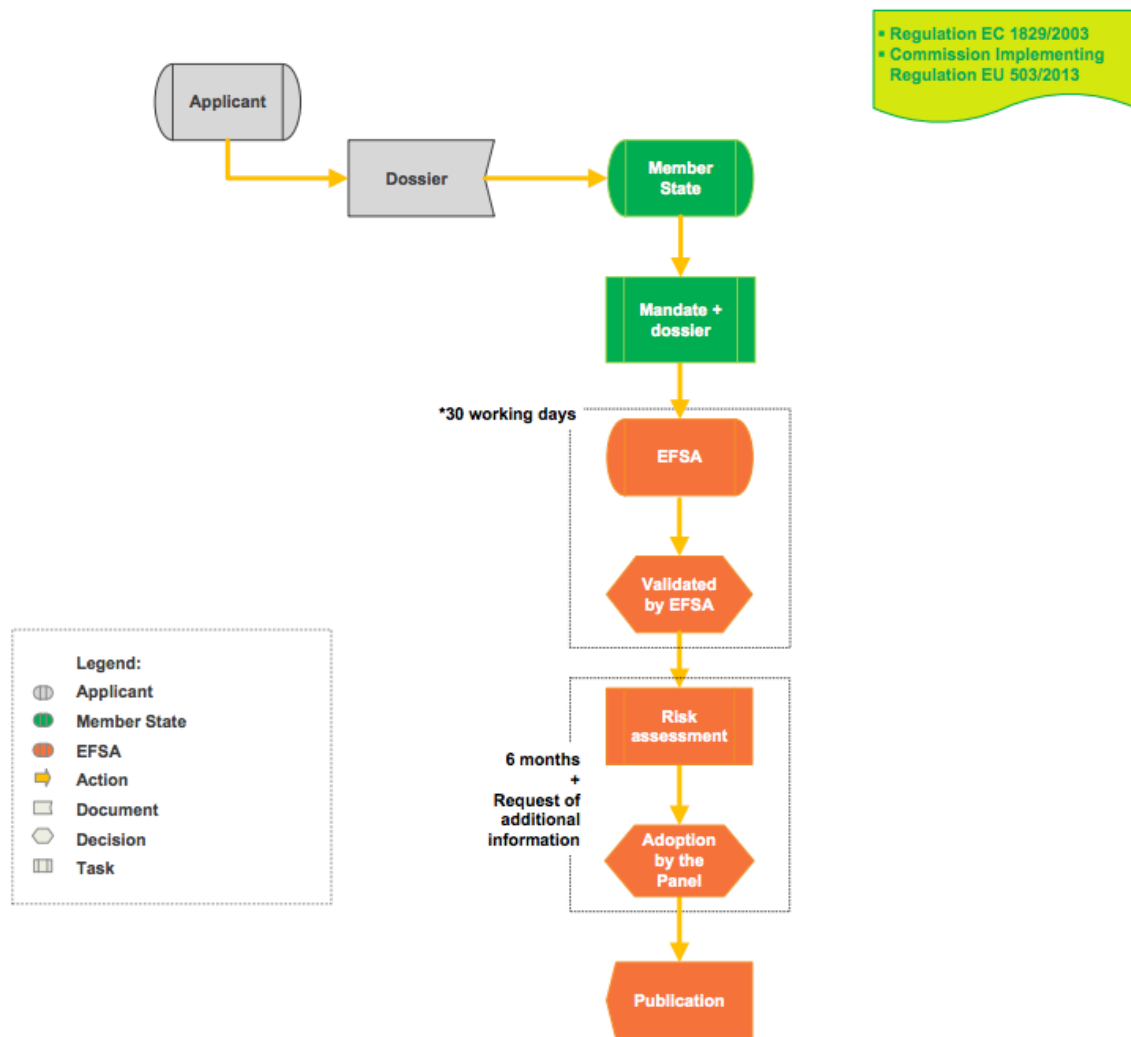 ▪ Regulation EC 1829/2003
▪ Commission Implementing
Regulation EU 503/2013
Applicant
Dossier
Member
State
Mandate +
dossier
*30 working days
EFSA
Validated
by EFSA
Risk
assessment
6 months
+
Request of
additional
information
Adoption
by the
Panel
Publication
Legend:
Applicant
Member State
EFSA
Action
Document
Decision
Task